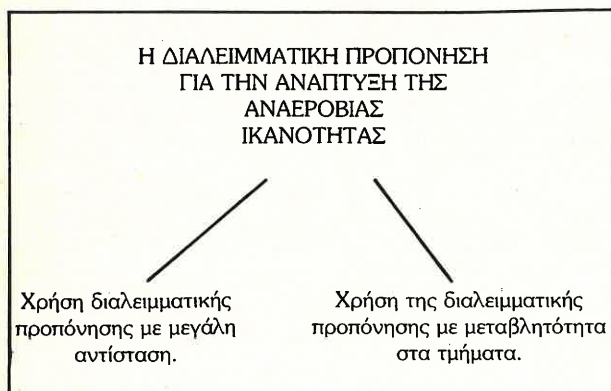 Η ΔΙΑΛΕΙΜΜΑΤΙΚΗ ΠΡΟΠΟΝΗΣΗ
ΓΙΑ ΤΗΝ ΑΝΑΠΤΥΞΗ ΤΗΣ
ΑΝΑΕΡΟΒΙΑΣ
ΙΚΑΝΟΤΗΤΑΣ
Χρήση διαλειμματικής
προπόνησης με μεγάλη
αντίσταση.
Χρήση της διαλειμματικής
προπόνησης με μεταβλητότητα
στα τμήματα.